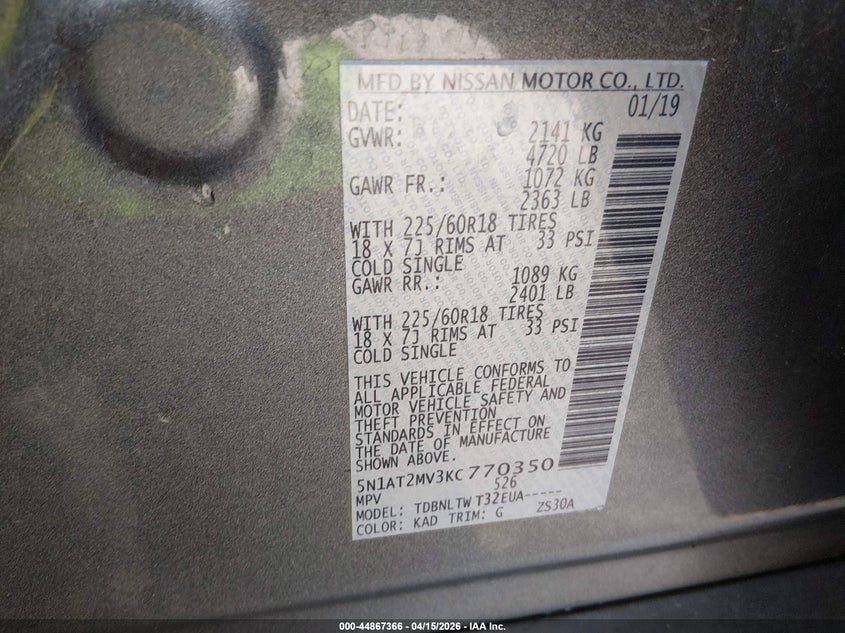 MFD BY NISSAN MOTOR CO., LTD.
DATE: 01/19
GVWR: 2141 KG
4720 LB
GAWR FR.: 1072 KG
2363 LB
WITH 225/60R18 TIRES
18 X 7J RIMS AT 33 PSI
COLD SINGLE
GAWR RR.: 1089 KG
2401 LB
WITH 225/60R18 TIRES
18 X 7J RIMS AT 33 PSI
COLD SINGLE
THIS VEHICLE CONFORMS TO
ALL APPLICABLE FEDERAL
MOTOR VEHICLE SAFETY AND
THEFT PREVENTION
STANDARDS IN EFFECT ON
THE DATE OF MANUFACTURE
SHOWN ABOVE.
5N1AT2MV3KC770350
MPV 526
MODEL: TDBNLTW T32EUA-----
COLOR: KAD TRIM: G ZS30A
000-44867366 - 04/15/2026 - IAA Inc.